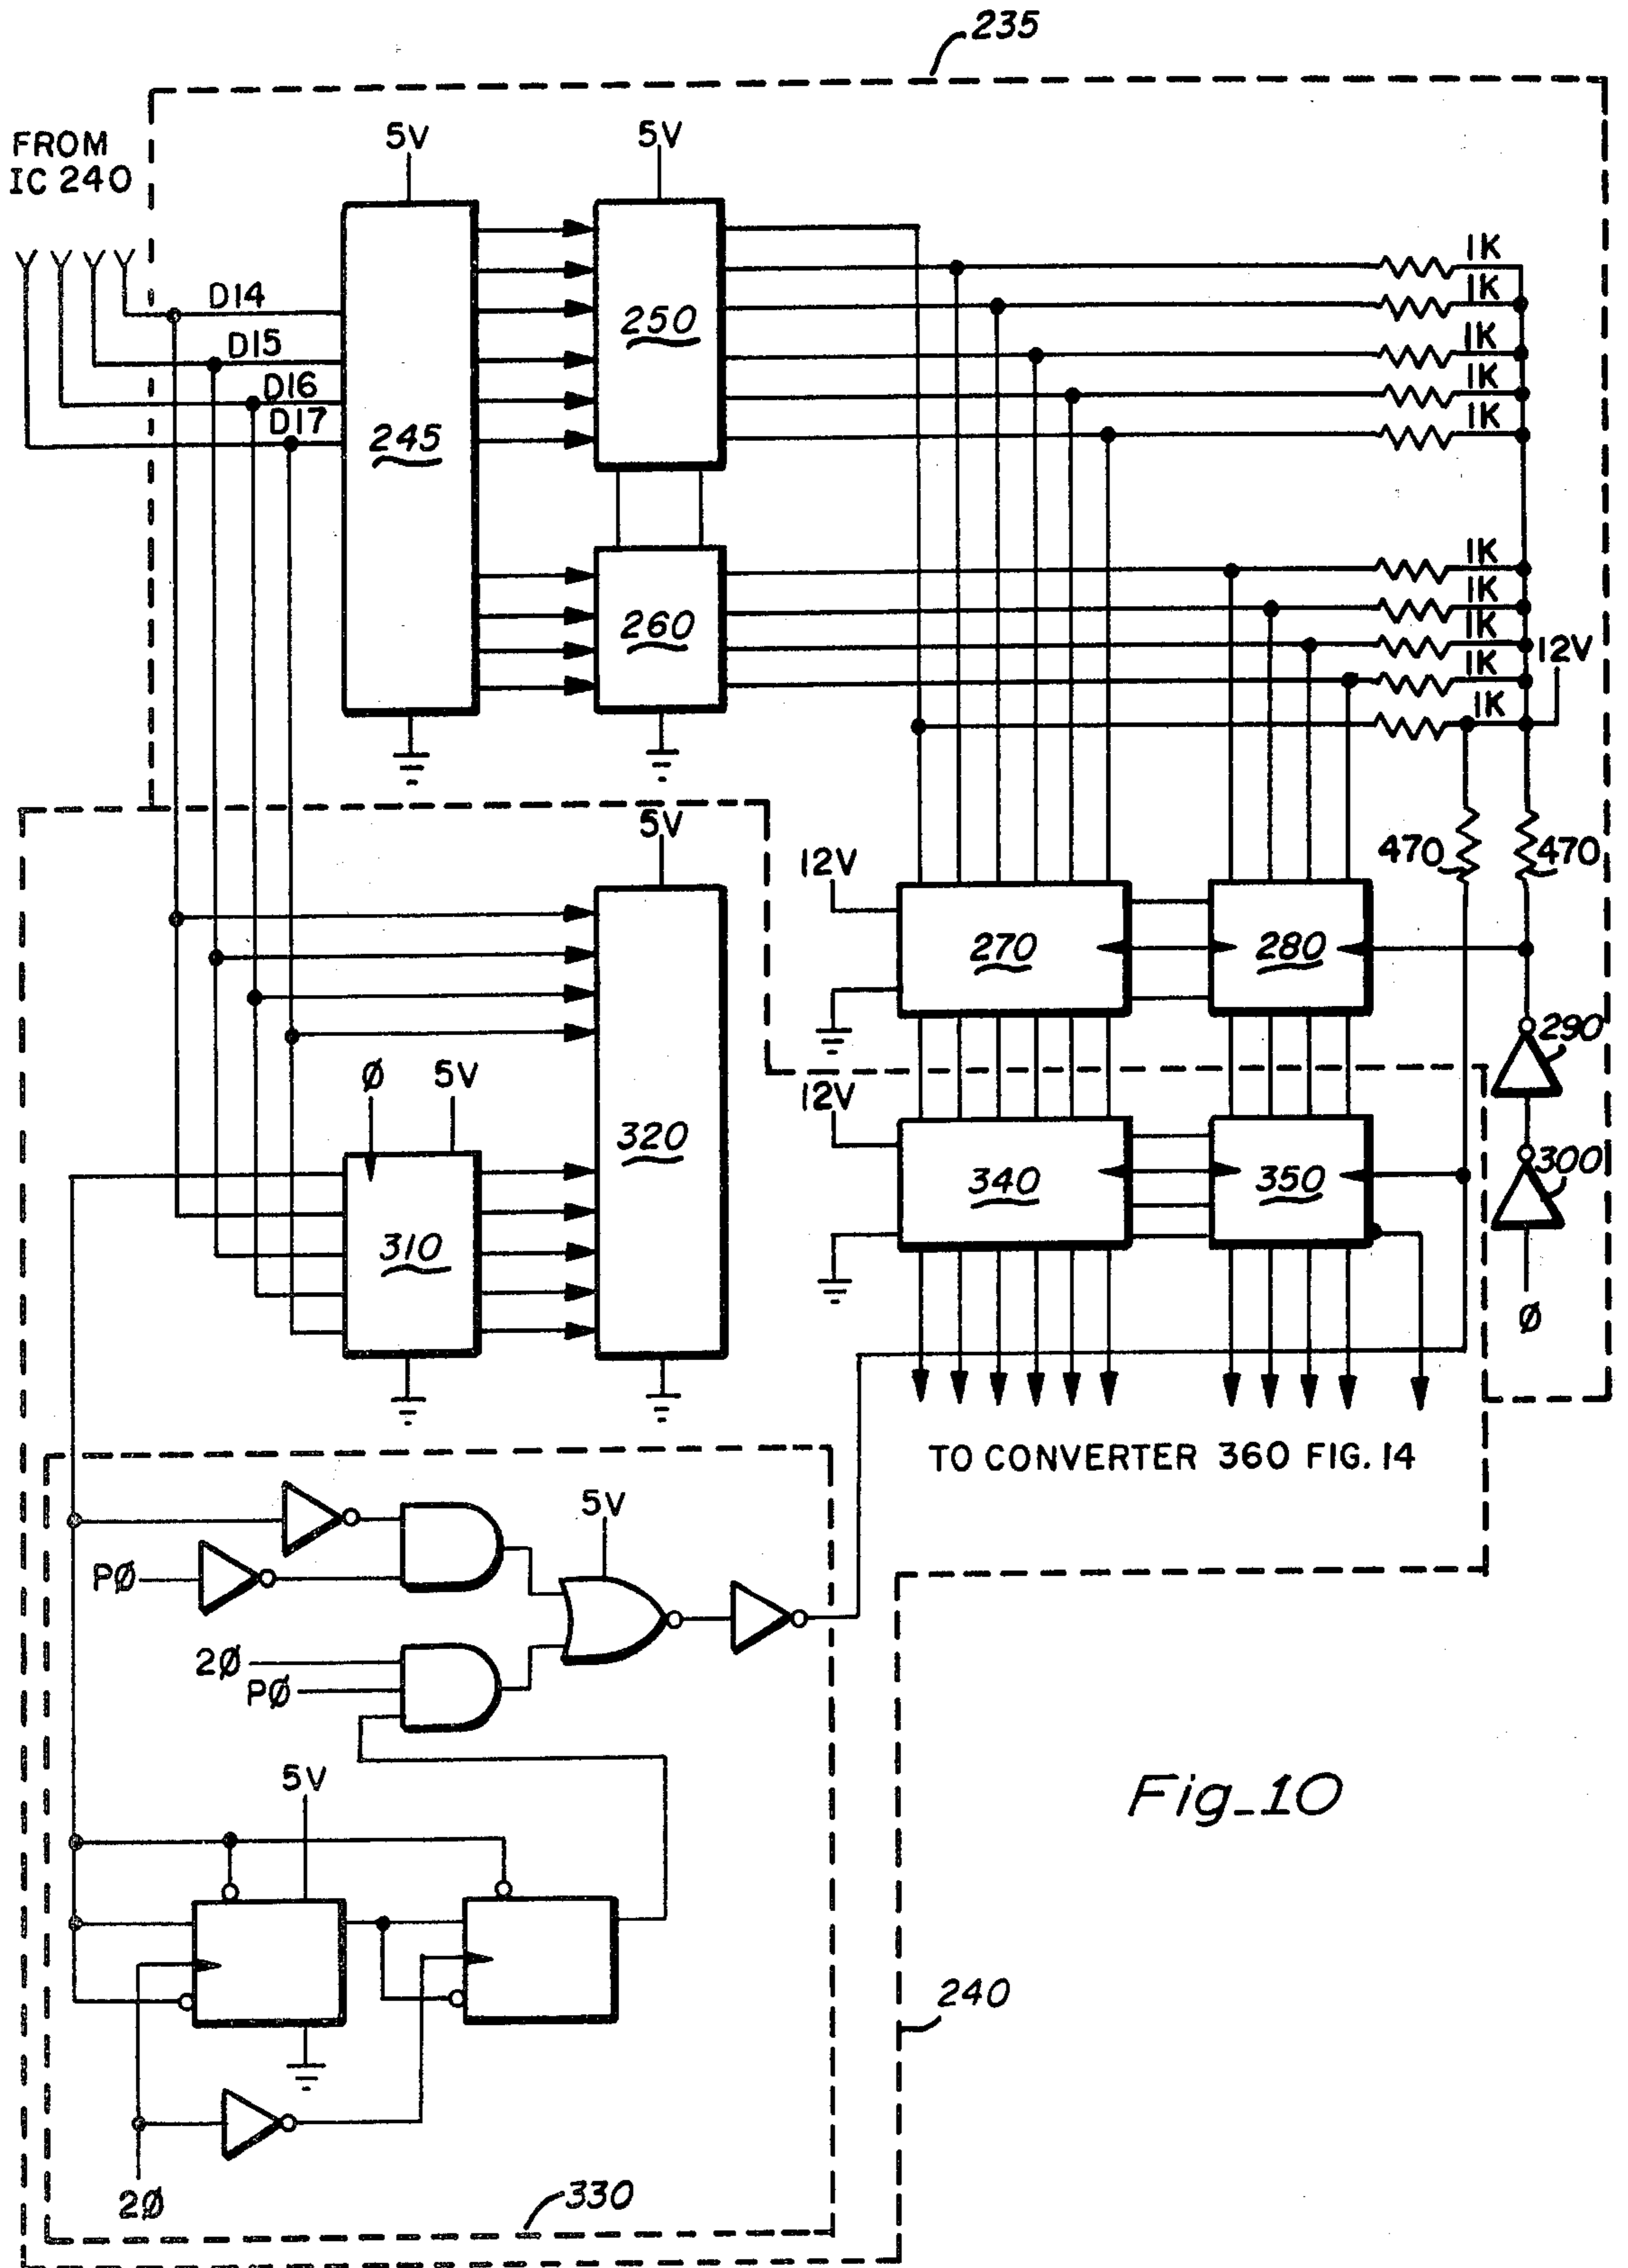 235
FROM
IC 240
5V
5V
D14
D15
D16
D17
245
250
260
1K
1K
1K
1K
1K
1K
1K
1K
1K
1K
12V
5V
12V
470
470
270
280
290
Ø
5V
12V
320
340
350
300
310
Ø
TO CONVERTER 360 FIG. 14
5V
PØ
2Ø
PØ
5V
Fig_10
240
2Ø
330